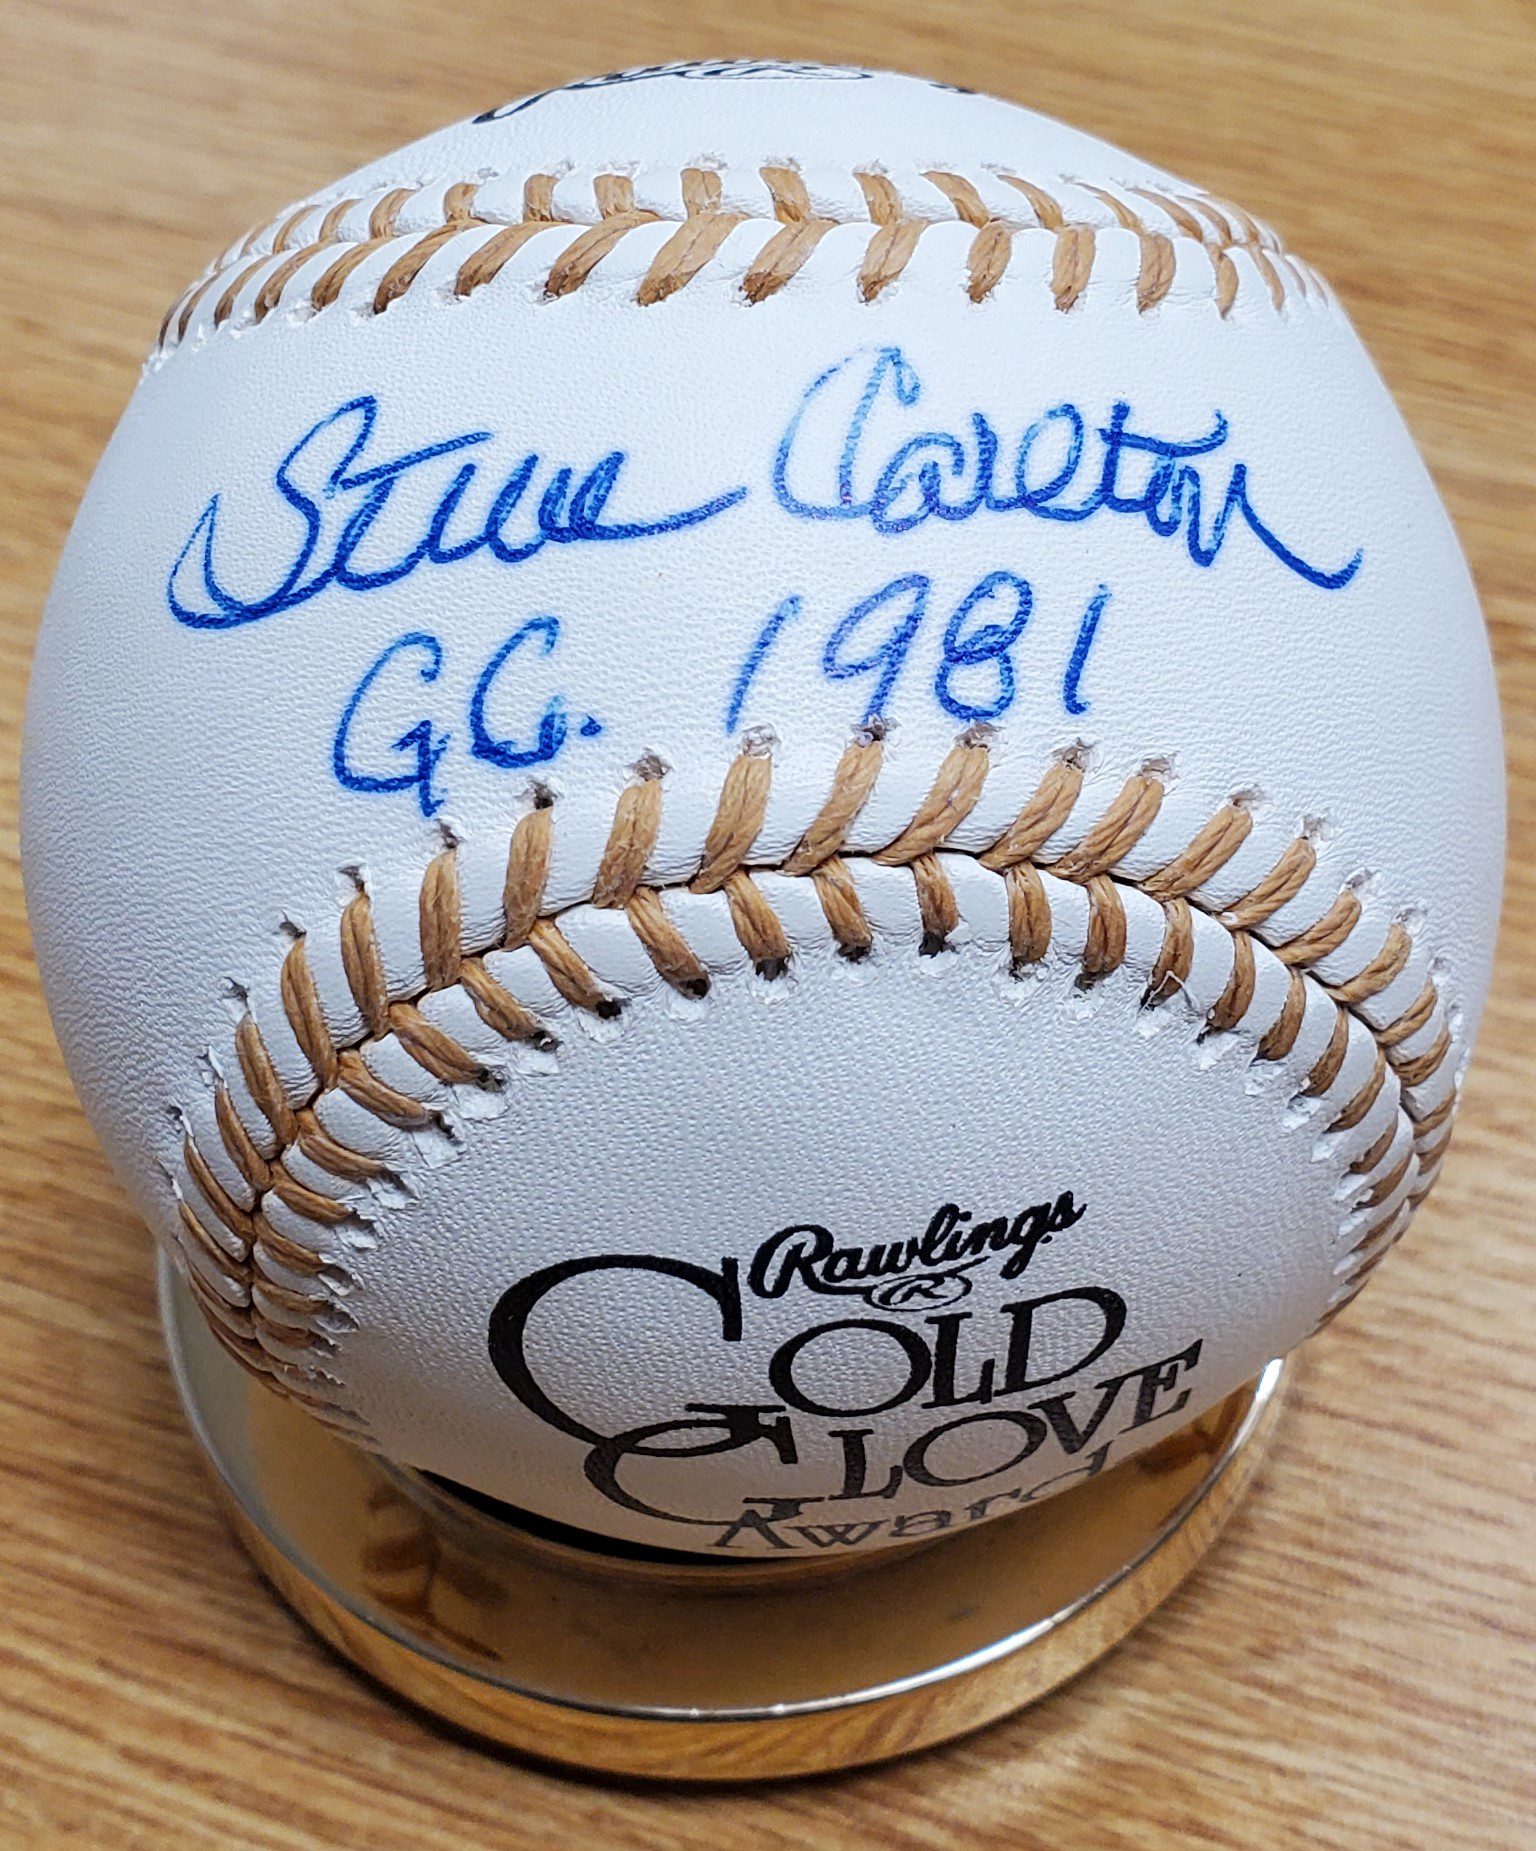 Steve Carlton
G.G. 1981
Rawlings
®
GOLD
GLOVE
Award